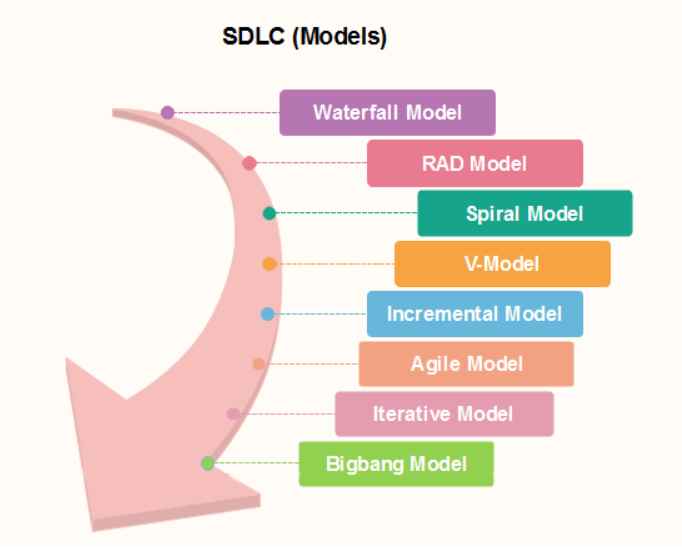 SDLC (Models)
Waterfall Model
RAD Model
Spiral Model
V-Model
Incremental Model
Agile Model
Iterative Model
Bigbang Model